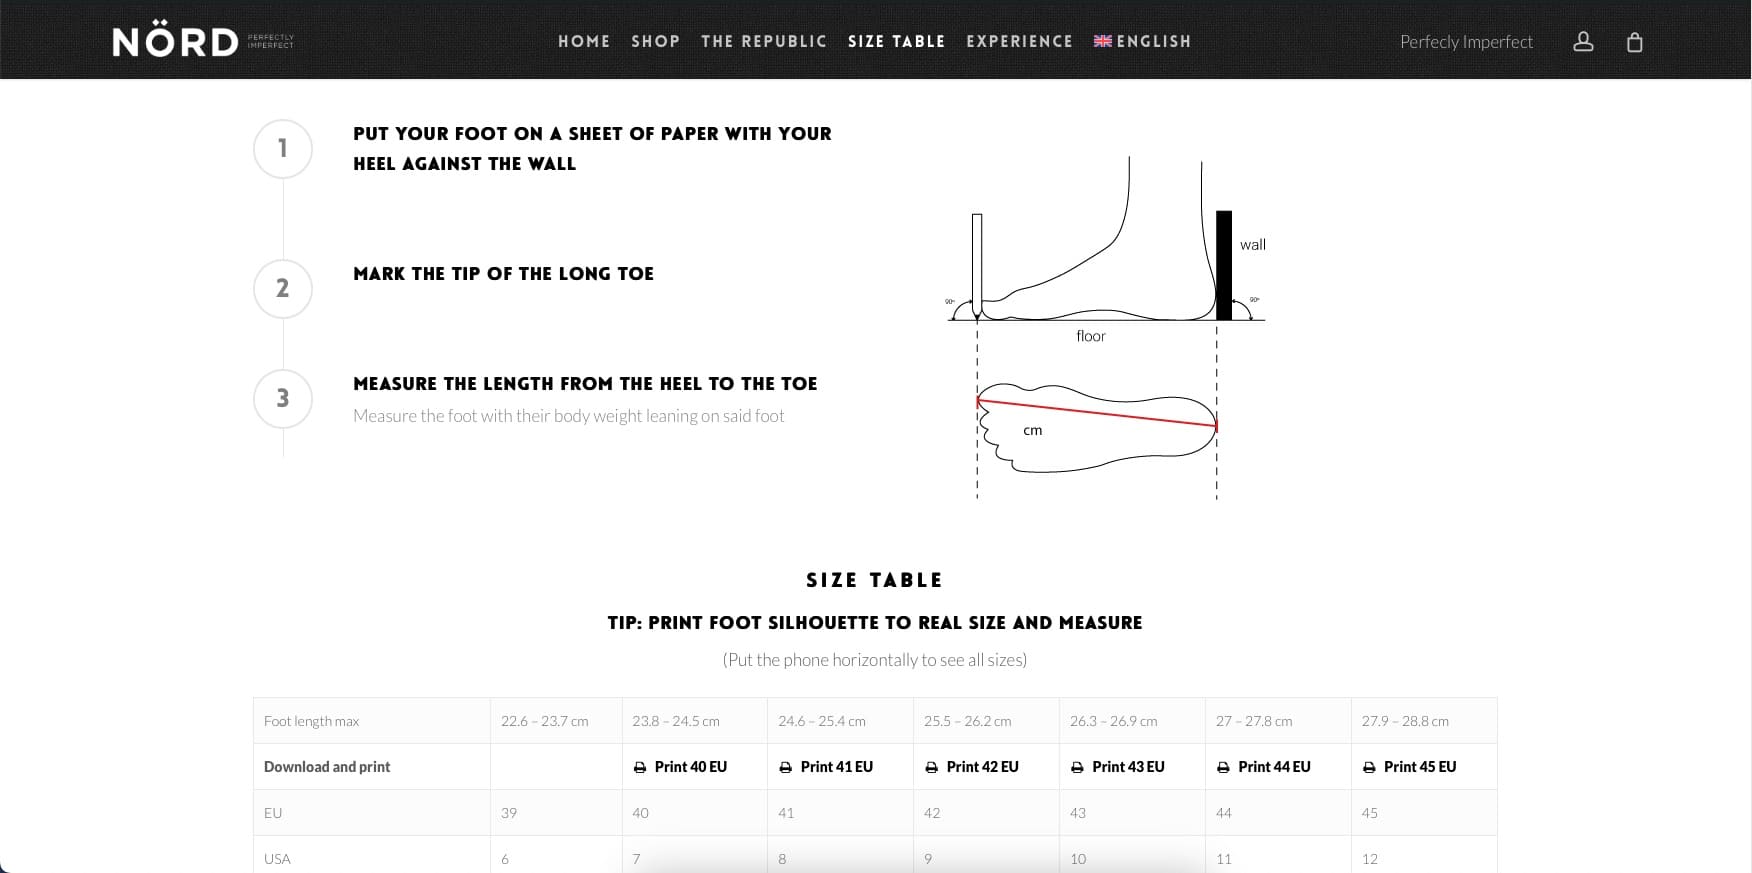 NÖRD PERFECTLY IMPERFECT
HOME SHOP THE REPUBLIC SIZE TABLE EXPERIENCE ENGLISH
Perfecly Imperfect
1
PUT YOUR FOOT ON A SHEET OF PAPER WITH YOUR
HEEL AGAINST THE WALL
2
MARK THE TIP OF THE LONG TOE
3
MEASURE THE LENGTH FROM THE HEEL TO THE TOE
Measure the foot with their body weight leaning on said foot
wall
90º
90º
floor
cm
SIZE TABLE
TIP: PRINT FOOT SILHOUETTE TO REAL SIZE AND MEASURE
(Put the phone horizontally to see all sizes)
Foot length max 22.6 – 23.7 cm 23.8 – 24.5 cm 24.6 – 25.4 cm 25.5 – 26.2 cm 26.3 – 26.9 cm 27 – 27.8 cm 27.9 – 28.8 cm
Download and print Print 40 EU Print 41 EU Print 42 EU Print 43 EU Print 44 EU Print 45 EU
EU 39 40 41 42 43 44 45
USA 6 7 8 9 10 11 12